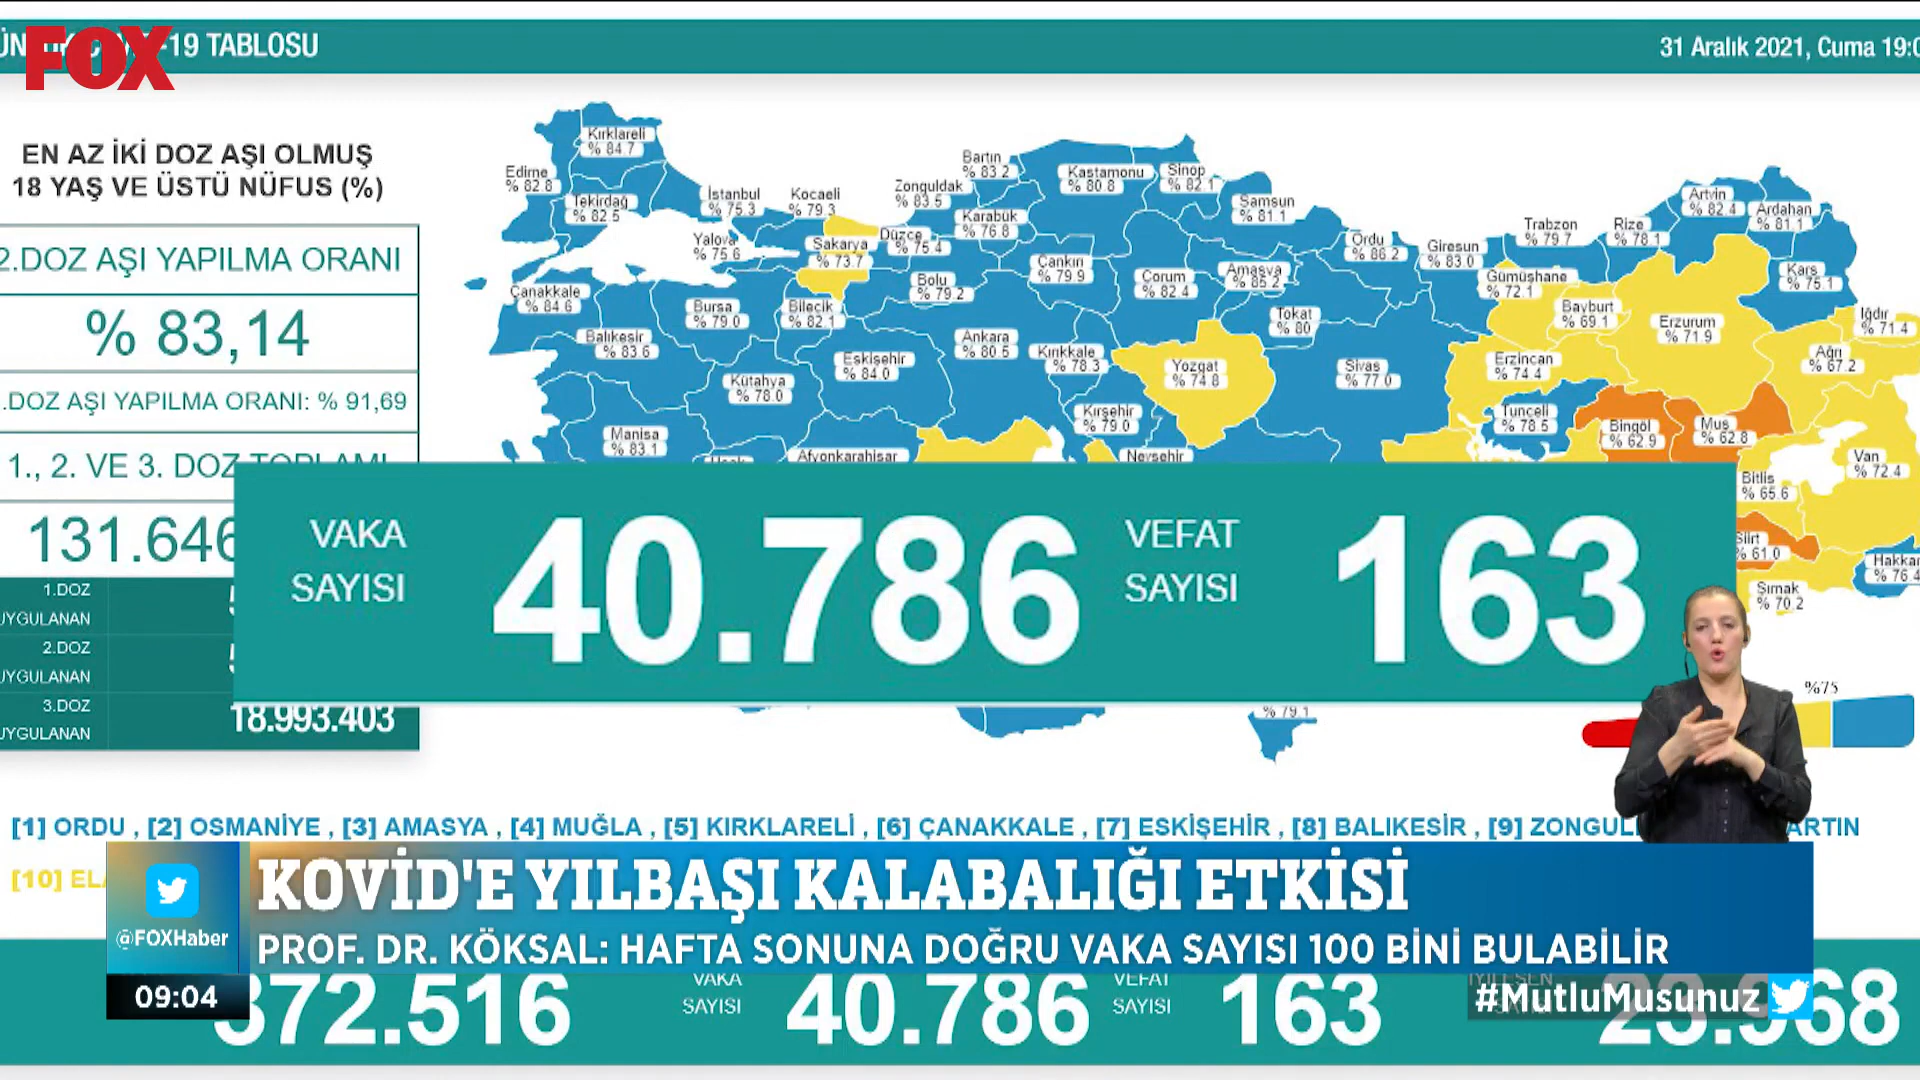 FOX
-19 TABLOSU
31 Aralık 2021, Cuma 19:0
EN AZ İKİ DOZ AŞI OLMUŞ
18 YAŞ VE ÜSTÜ NÜFUS (%)
2.DOZ AŞI YAPILMA ORANI
% 83,14
.DOZ AŞI YAPILMA ORANI: % 91,69
1., 2. VE 3. DOZ TOPLAMI
131.646
1.DOZ
UYGULANAN
2.DOZ
UYGULANAN
3.DOZ
UYGULANAN
18.993.403
Kırklareli
% 84.7
Edirne
% 82.8
Tekirdağ
% 82.5
İstanbul
% 75.3
Kocaeli
% 79.3
Yalova
% 75.6
Sakarya
% 73.7
Düzce
% 75.4
Zonguldak
% 83.5
Bartın
% 83.2
Karabük
% 76.8
Kastamonu
% 80.8
Sinop
% 82.1
Samsun
% 81.1
Ordu
% 86.2
Giresun
% 83.0
Trabzon
% 79.7
Rize
% 78.1
Artvin
% 82.4
Ardahan
% 81.1
Kars
% 75.1
Iğdır
% 71.4
Ağrı
% 67.2
Erzurum
% 71.9
Bayburt
% 69.1
Gümüşhane
% 72.1
Erzincan
% 74.4
Tunceli
% 78.5
Bingöl
% 62.9
Muş
% 62.8
Van
% 72.4
Bitlis
% 65.6
Siirt
% 61.0
Hakkar
% 76.4
Şırnak
% 70.2
Çanakkale
% 84.6
Balıkesir
% 83.6
Bursa
% 79.0
Bilecik
% 82.1
Bolu
% 79.2
Çankırı
% 79.9
Çorum
% 82.4
Amasya
% 85.2
Tokat
% 80
Sivas
% 77.0
Yozgat
% 74.8
Kırıkkale
% 78.3
Ankara
% 80.5
Eskişehir
% 84.0
Kütahya
% 78.0
Manisa
% 83.1
Afyonkarahisar
Kırşehir
% 79.0
Nevşehir
% 79.1
%75
VAKA
SAYISI
40.786
VEFAT
SAYISI
163
[1] ORDU , [2] OSMANİYE , [3] AMASYA , [4] MUĞLA , [5] KIRKLARELİ , [6] ÇANAKKALE , [7] ESKİŞEHİR , [8] BALIKESİR , [9] ZONGUL ARTIN
[10] ELA
@FOXHaber
KOVİD'E YILBAŞI KALABALIĞI ETKİSİ
PROF. DR. KÖKSAL: HAFTA SONUNA DOĞRU VAKA SAYISI 100 BİNİ BULABİLİR
09:04
372.516
VAKA
SAYISI
40.786
VEFAT
SAYISI
163
#MutluMusunuz
23.968